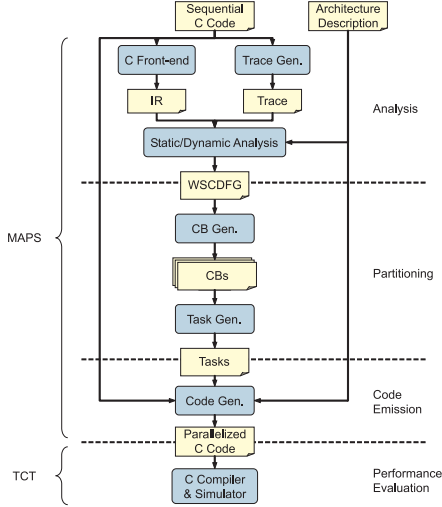 Sequential
C Code
Architecture
Description
C Front-end
Trace Gen.
IR
Trace
Analysis
Static/Dynamic Analysis
WSCDFG
MAPS
CB Gen.
CBs
Partitioning
Task Gen.
Tasks
Code Gen.
Code
Emission
Parallelized
C Code
TCT
C Compiler
& Simulator
Performance
Evaluation